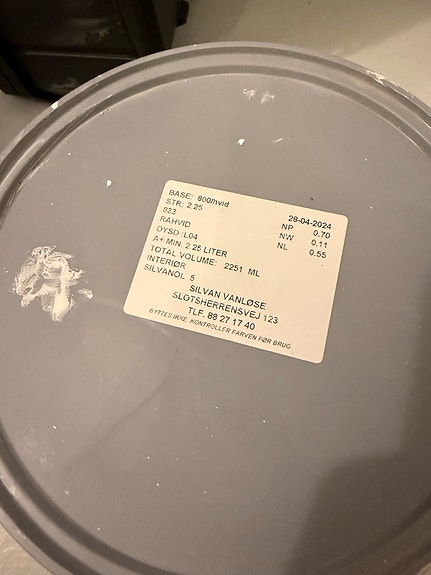 BASE: 800/hvid
STR: 2.25
833
RAHVID
DYSD :L04
A+ MIN 2.25 LITER
TOTAL VOLUME: 2251 ML
INTERIØR
SILVANOL 5
28-04-2024
NP 0.70
NW 0.11
NL 0.55
SILVAN VANLØSE
SLOTSHERRENSVEJ 123
TLF. 88 27 17 40
BYTTES IKKE. KONTROLLER FARVEN FØR BRUG